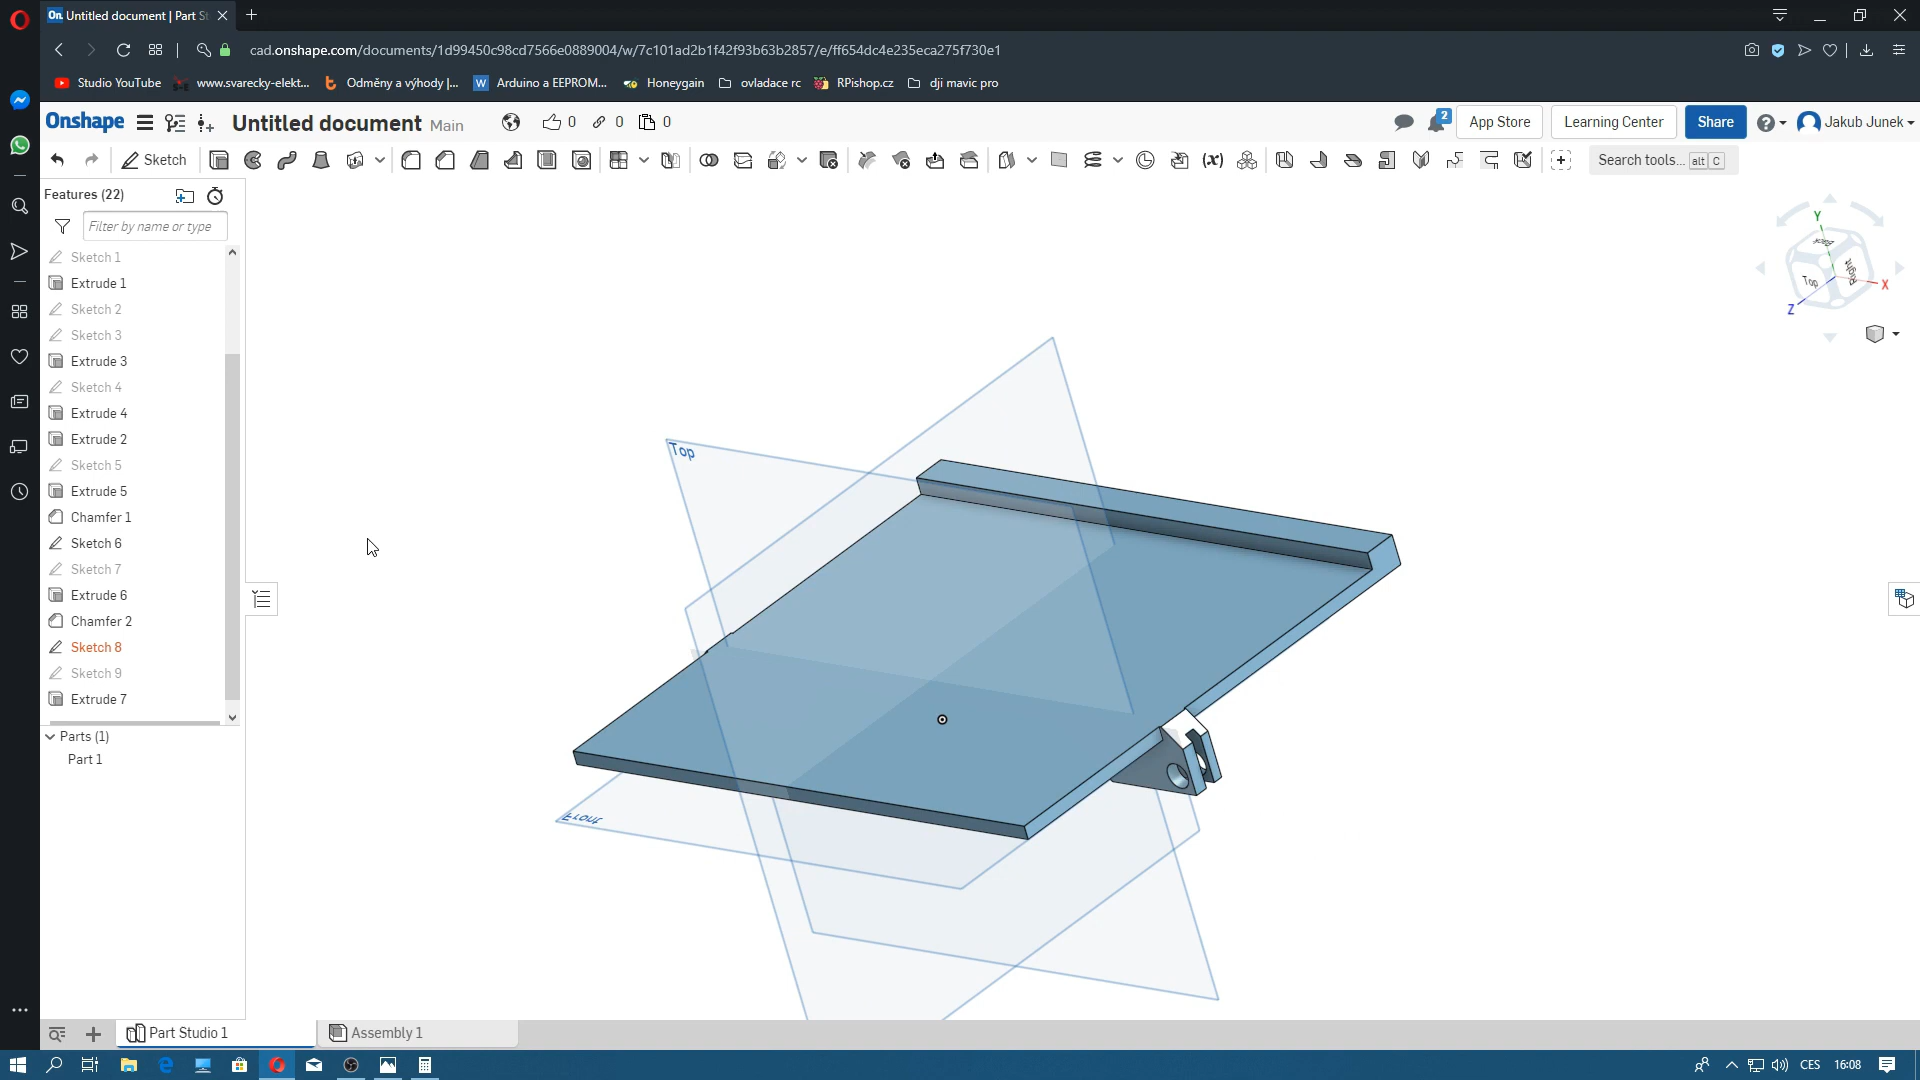 On. Untitled document | Part St
cad.onshape.com/documents/1d99450c98cd7566e0889004/w/7c101ad2b1f42f93b63b2857/e/ff654dc4e235eca275f730e1
Studio YouTube www.svarecky-elekt... Odměny a výhody |... W Arduino a EEPROM... Honeygain ovladace rc RPishop.cz dji mavic pro
Onshape Untitled document Main 0 0 0 2 App Store Learning Center Share Jakub Junek
Sketch (x) Search tools... alt C
Features (22)
Filter by name or type
Sketch 1
Extrude 1
Sketch 2
Sketch 3
Extrude 3
Sketch 4
Extrude 4
Extrude 2
Sketch 5
Extrude 5
Chamfer 1
Sketch 6
Sketch 7
Extrude 6
Chamfer 2
Sketch 8
Sketch 9
Extrude 7
Parts (1)
Part 1
Y
Back
Top
Right
X
Z
Top
Front
Part Studio 1 Assembly 1
CES 16:08